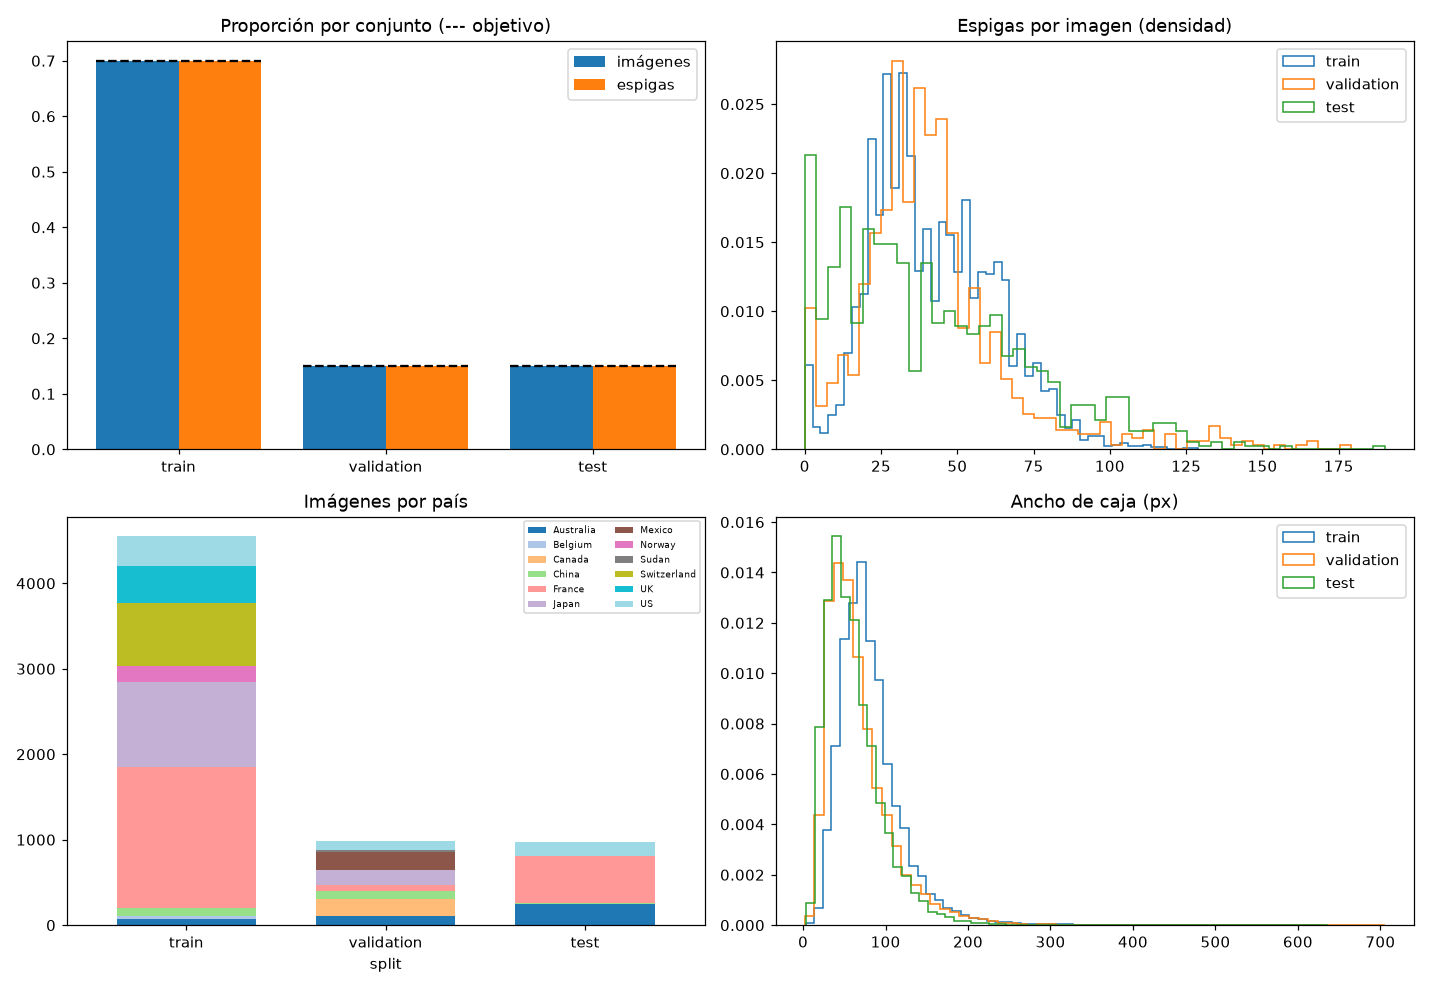 Proporción por conjunto (--- objetivo)
imágenes
espigas
0.7
0.6
0.5
0.4
0.3
0.2
0.1
0.0
train
validation
test
Espigas por imagen (densidad)
train
validation
test
0.025
0.020
0.015
0.010
0.005
0.000
0
25
50
75
100
125
150
175
Imágenes por país
Australia
Belgium
Canada
China
France
Japan
Mexico
Norway
Sudan
Switzerland
UK
US
4000
3000
2000
1000
0
train
validation
test
split
Ancho de caja (px)
train
validation
test
0.016
0.014
0.012
0.010
0.008
0.006
0.004
0.002
0.000
0
100
200
300
400
500
600
700